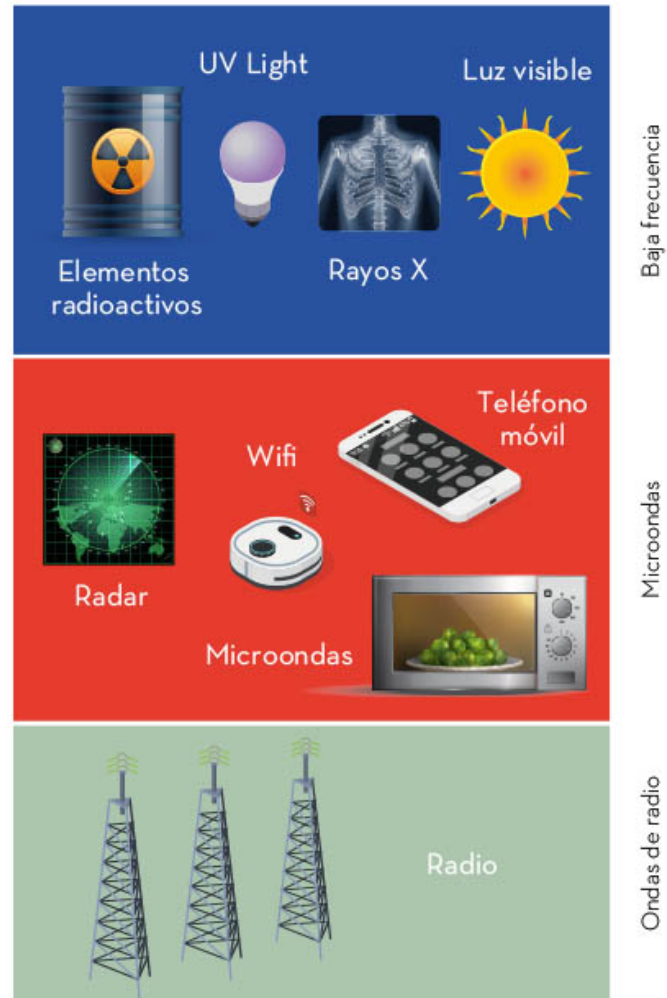 UV Light
Luz visible
Elementos
radioactivos
Rayos X
Baja frecuencia
Teléfono
móvil
Wifi
Radar
Microondas
Microondas
Radio
Ondas de radio